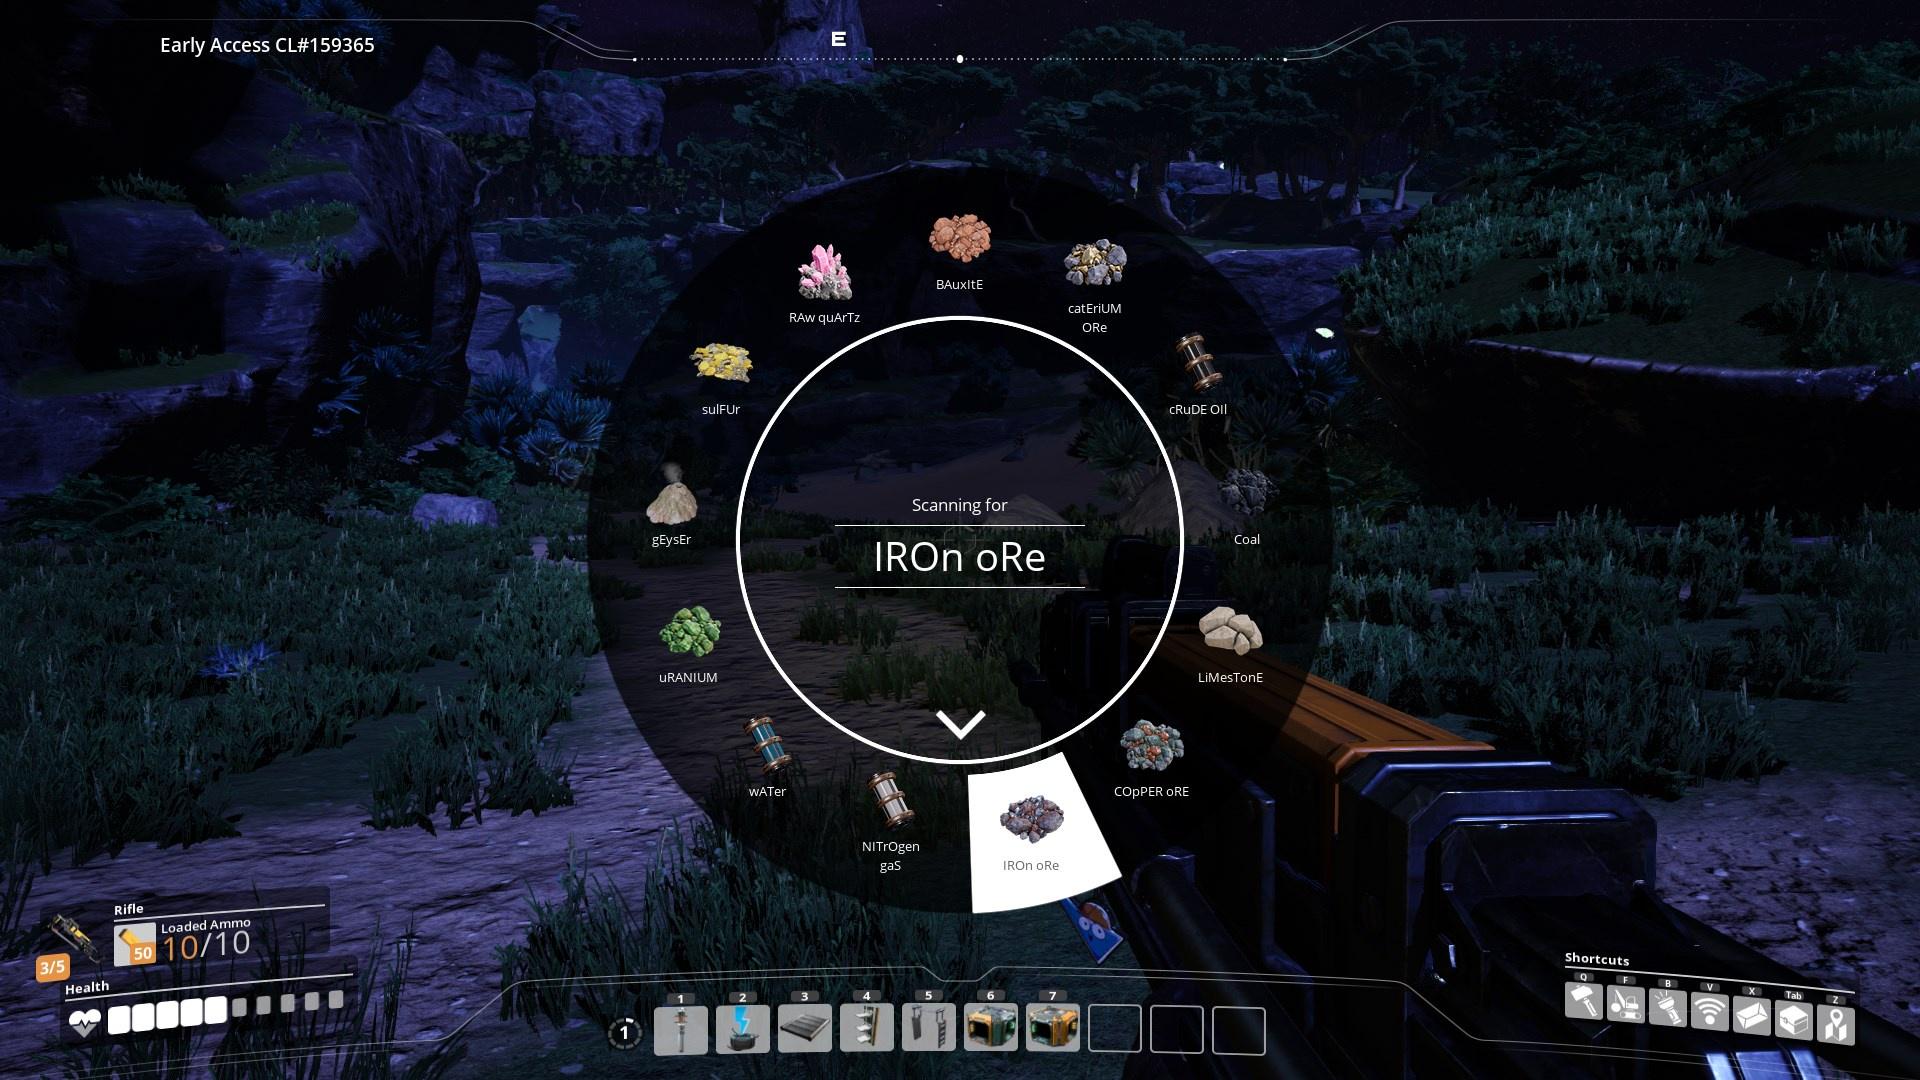 Early Access CL#159365
E
BAuxItE
catEriUM
ORe
RAw quArTz
cRuDE OIl
sulFUr
Scanning for
IROn oRe
gEysEr
Coal
uRANIUM
LiMesTonE
wATer
COpPER oRE
NITrOgen
gaS
IROn oRe
Rifle
Loaded Ammo
50
10/10
3/5
Health
Shortcuts
Q F B V X Tab Z
1 2 3 4 5 6 7
1